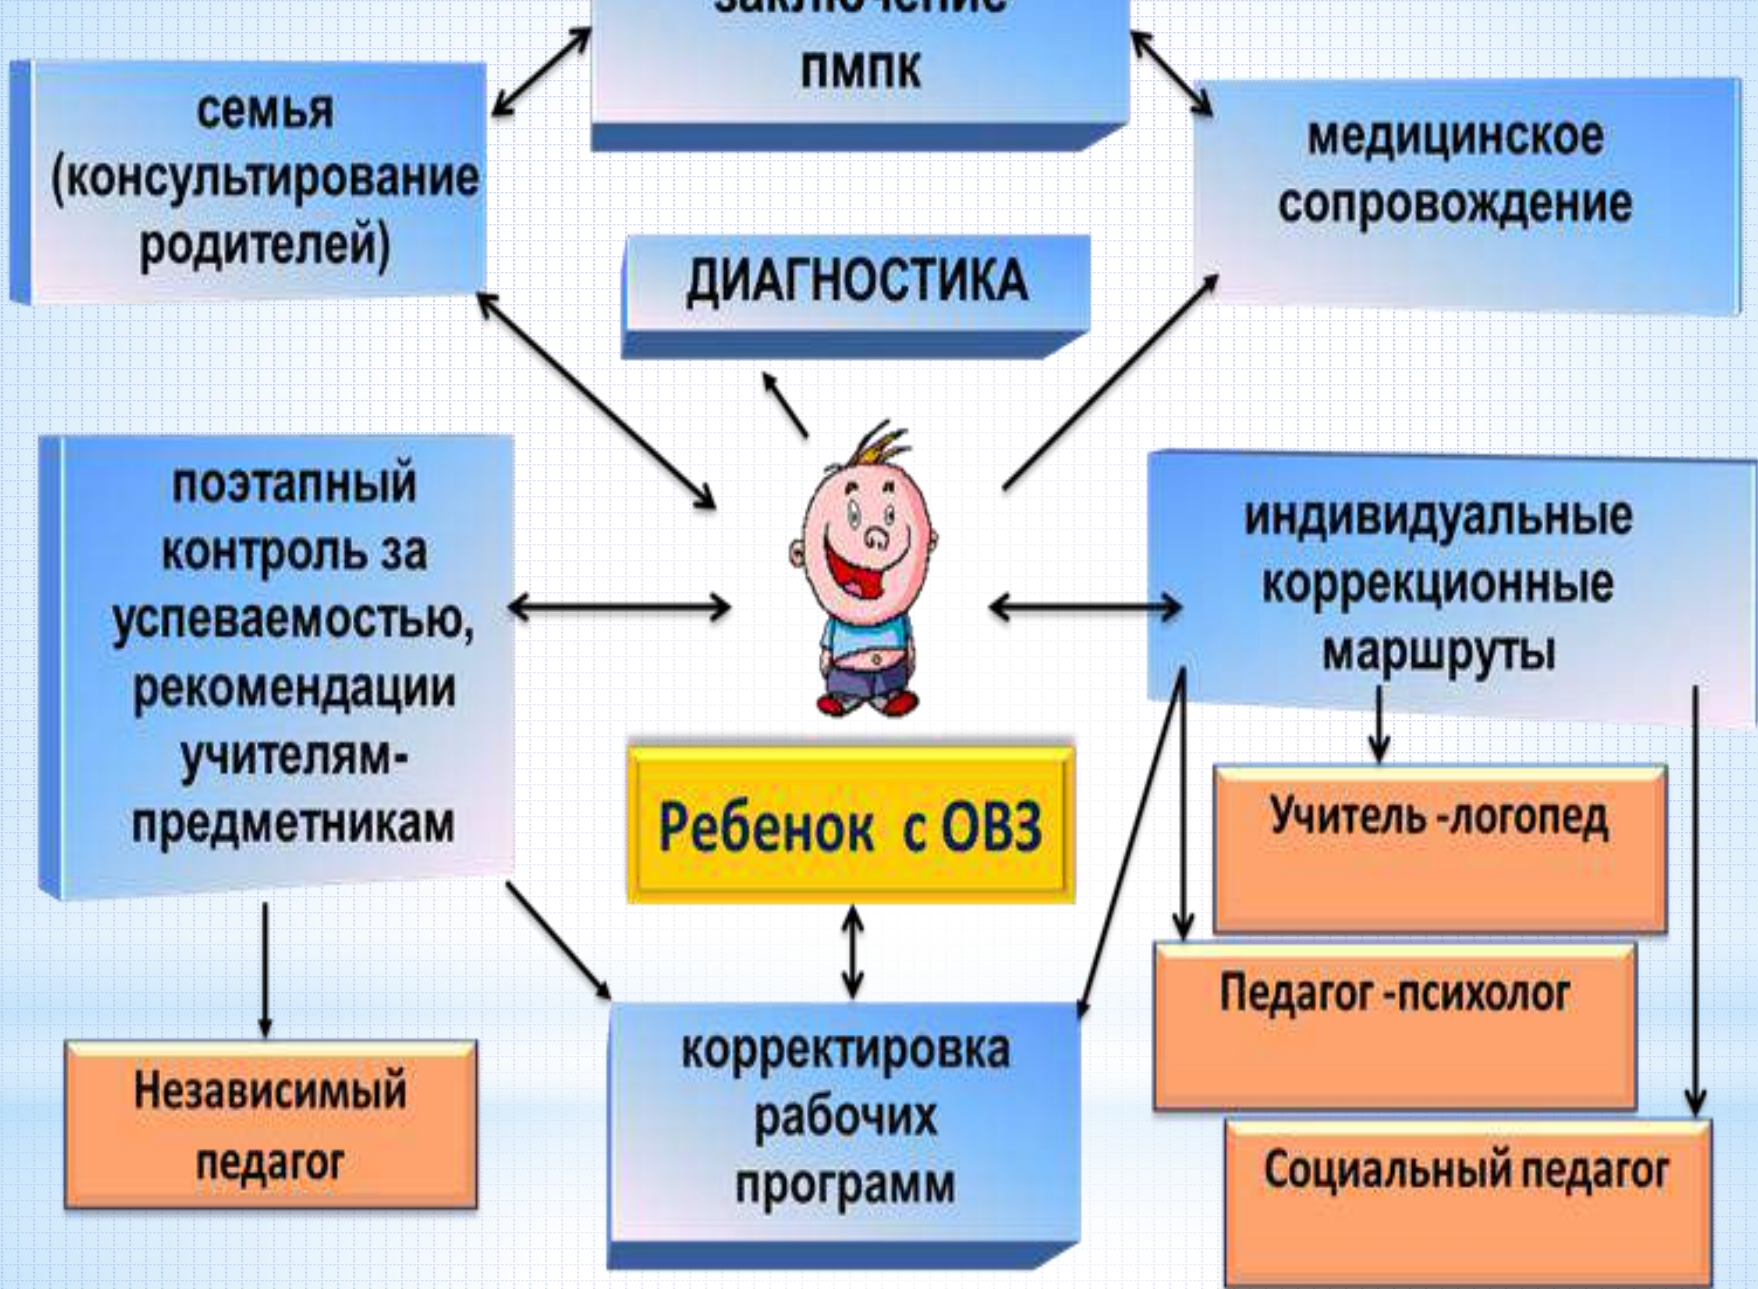 заключение
ПМПК
семья
(консультирование
родителей)
медицинское
сопровождение
ДИАГНОСТИКА
поэтапный
контроль за
успеваемостью,
рекомендации
учителям-
предметникам
индивидуальные
коррекционные
маршруты
Ребенок с ОВЗ
Учитель -логопед
Педагог -психолог
Социальный педагог
Независимый
педагог
корректировка
рабочих
программ